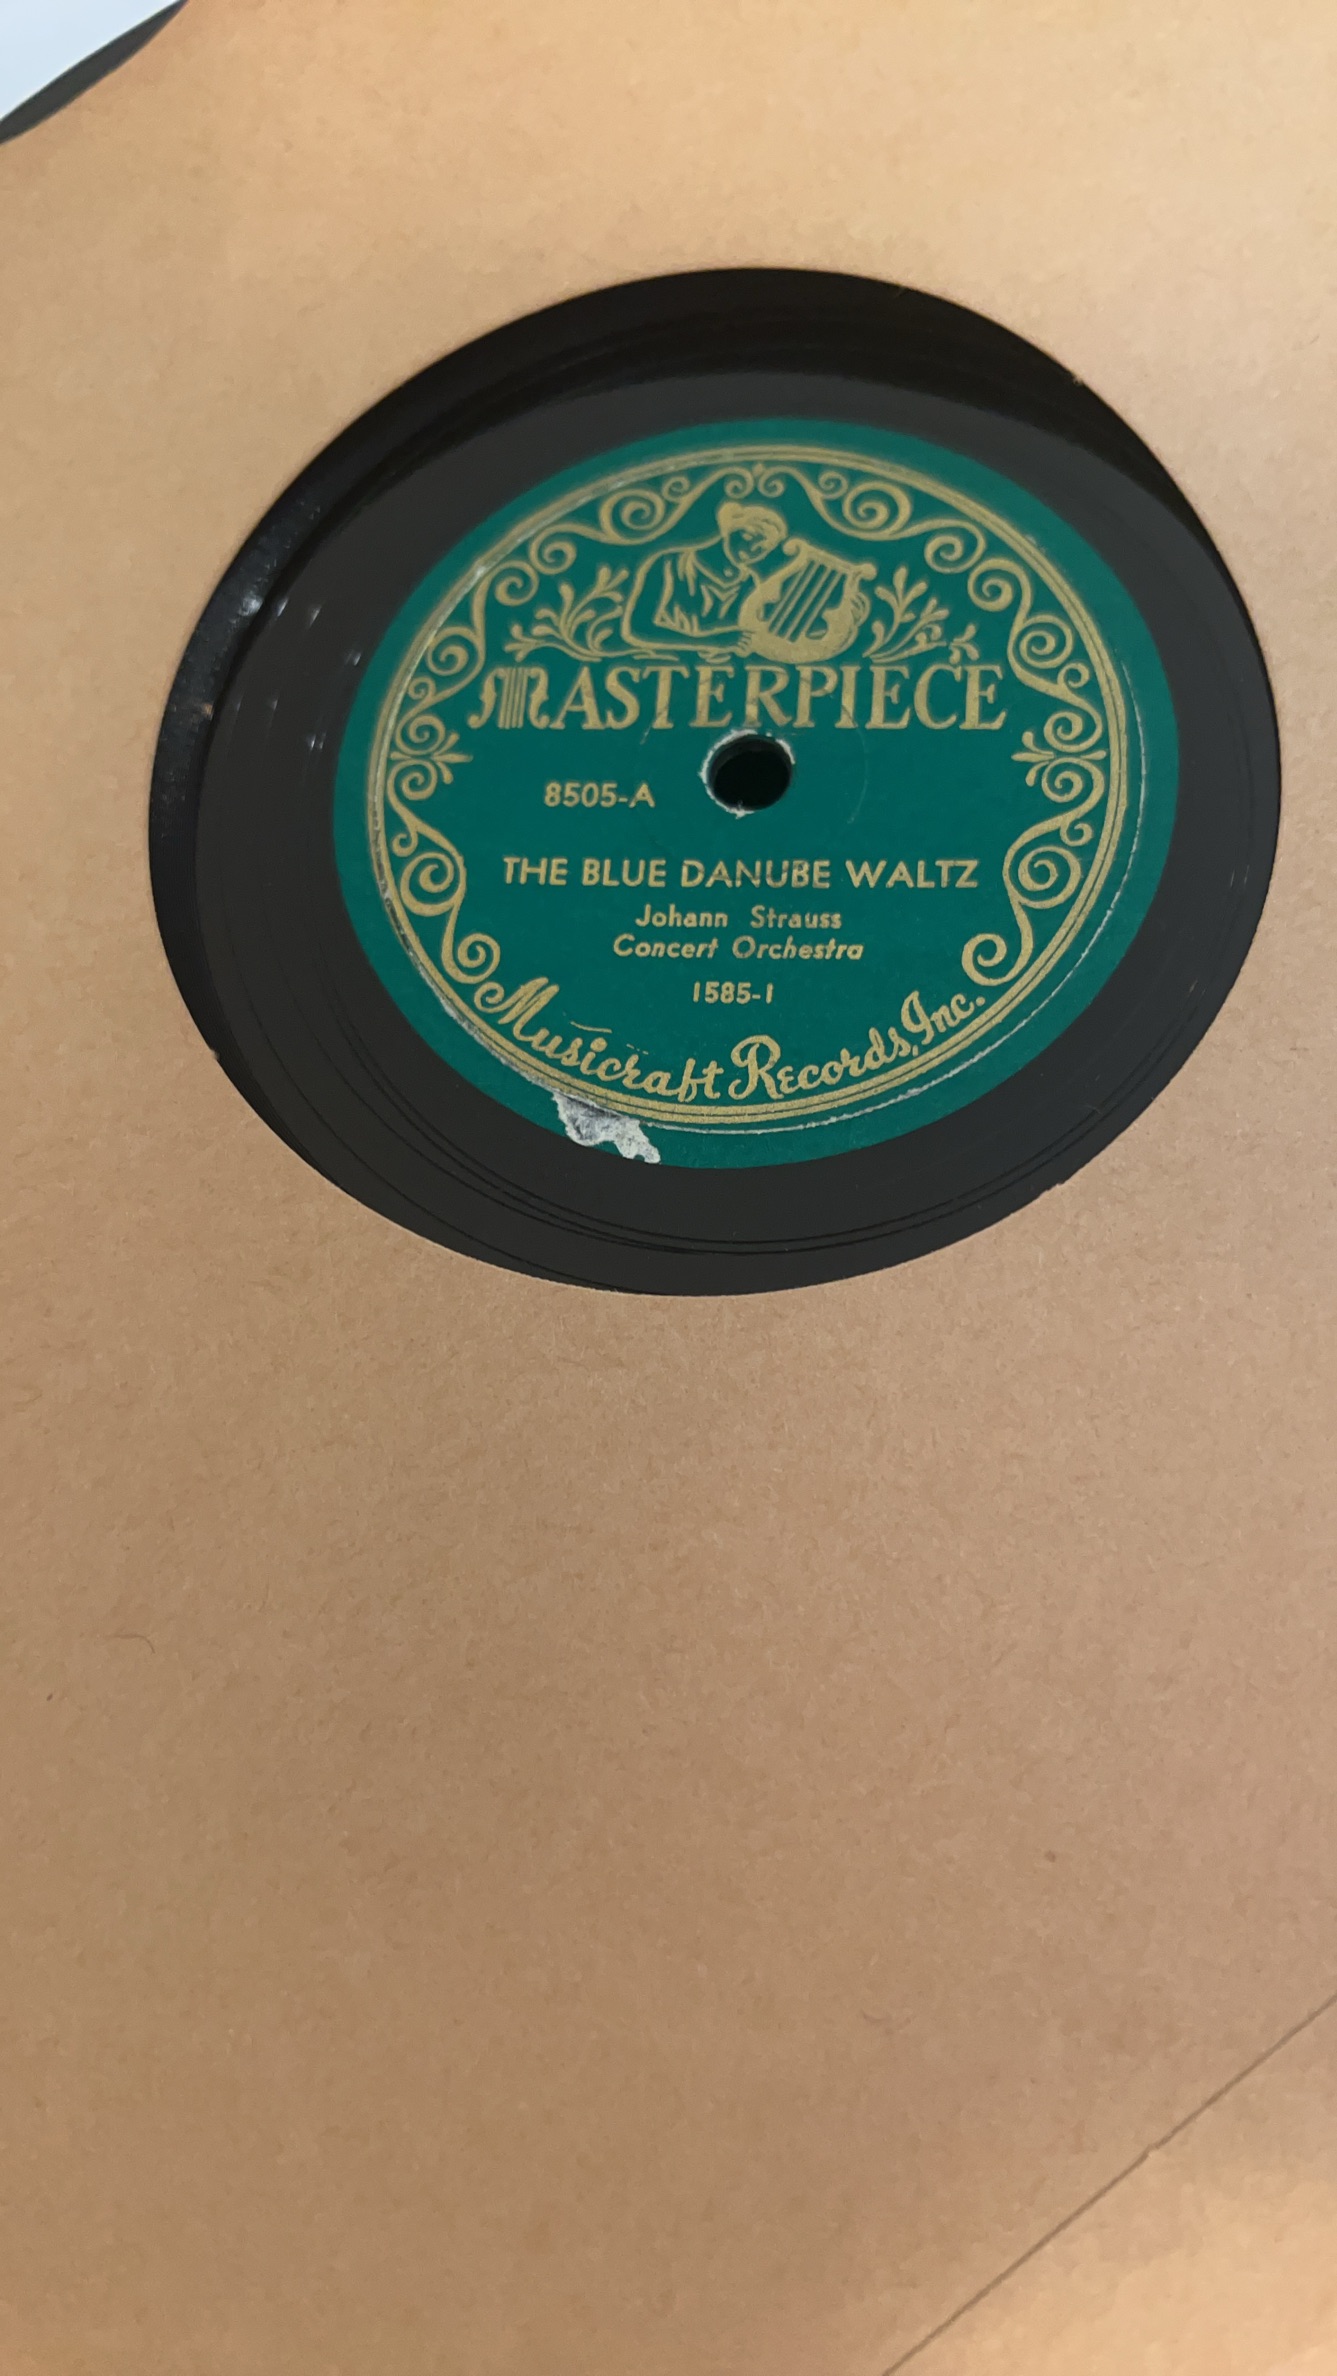 MASTERPIECE
8505-A
THE BLUE DANUBE WALTZ
Johann Strauss
Concert Orchestra
1585-1
Musicraft Records, Inc.